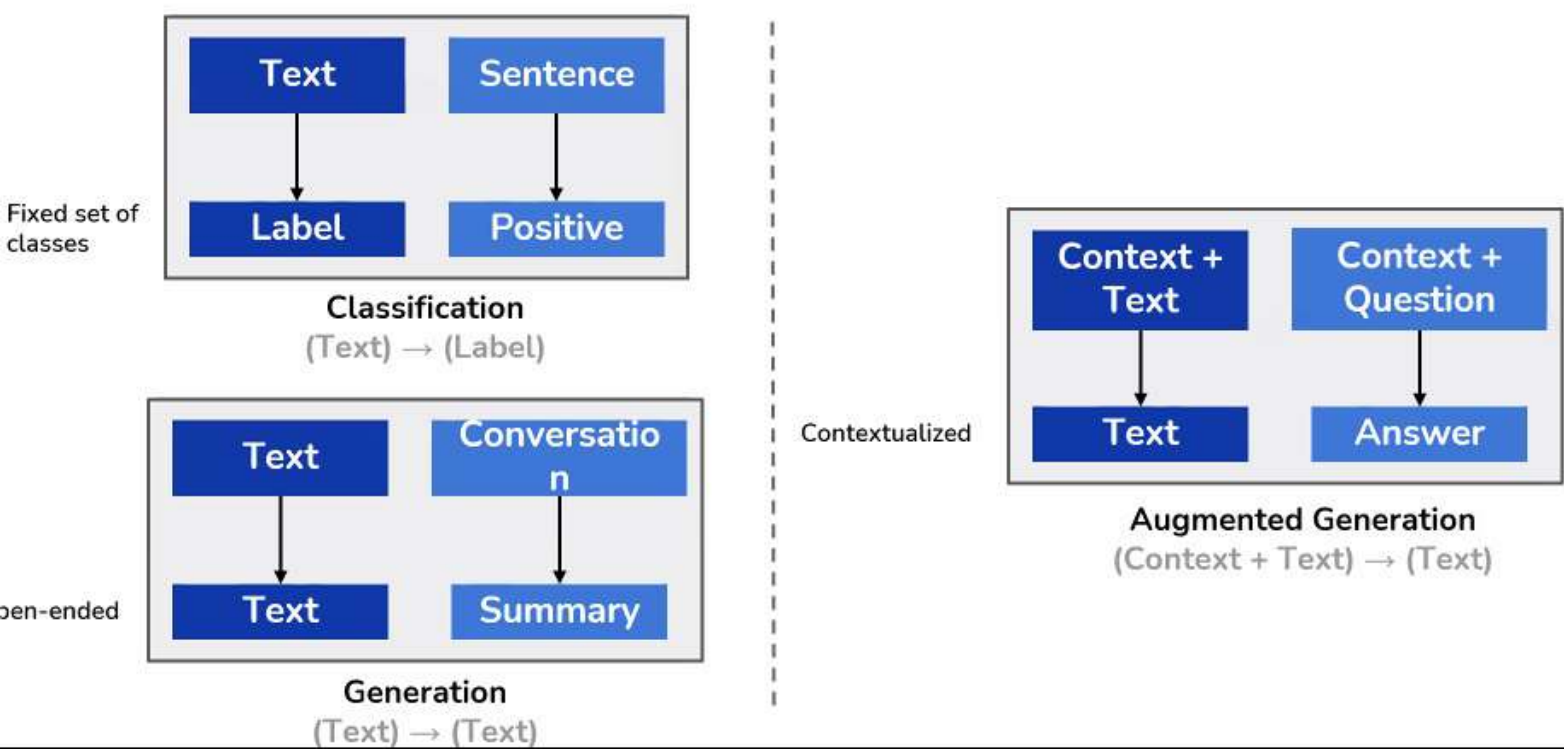 Text
Sentence
Fixed set of
classes
Label
Positive
Classification
(Text) → (Label)
Text
Conversatio
n
pen-ended
Text
Summary
Generation
(Text) → (Text)
Context +
Text
Context +
Question
Contextualized
Text
Answer
Augmented Generation
(Context + Text) → (Text)